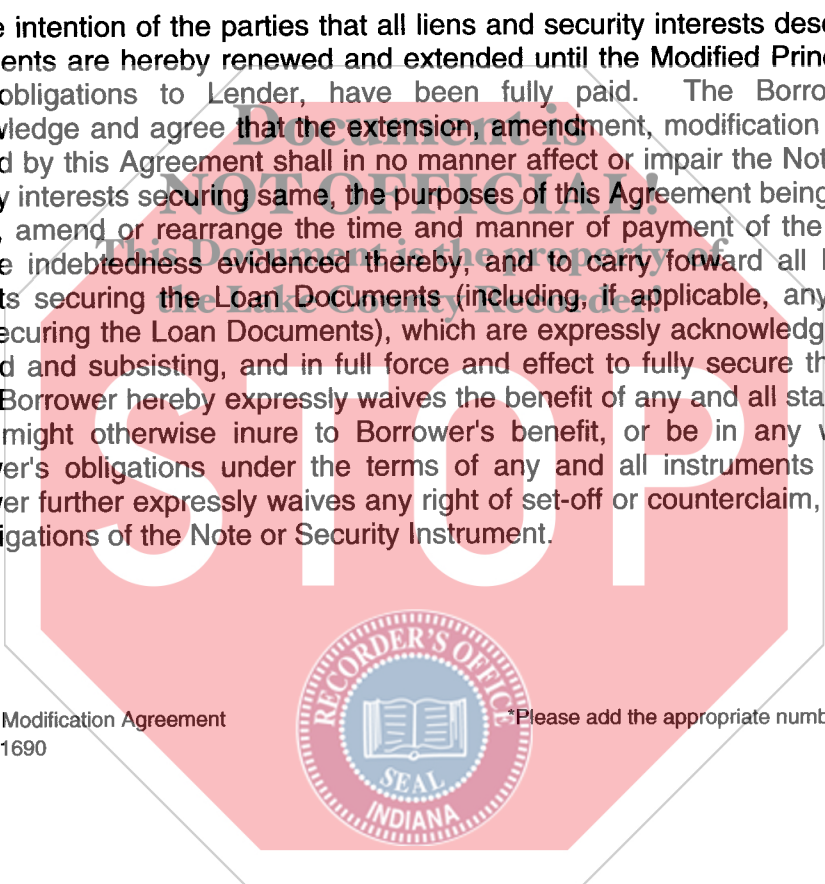 e intention of the parties that all liens and security interests desc
ents are hereby renewed and extended until the Modified Princ
obligations to Lender, have been fully paid. The Borro
ledge and agree that the extension, amendment, modification
Document is
d by this Agreement shall in no manner affect or impair the Not
y interests securing same, the purposes of this Agreement being
NOT OFFICIAL!
, amend or rearrange the time and manner of payment of the
This Document is the property of
e indebtedness evidenced thereby, and to carry forward all l
ts securing the Loan Documents (including, if applicable, any
the Lake County Recorder!
ecuring the Loan Documents), which are expressly acknowledg
d and subsisting, and in full force and effect to fully secure th
Borrower hereby expressly waives the benefit of any and all sta
might otherwise inure to Borrower's benefit, or be in any v
er's obligations under the terms of any and all instruments
er further expressly waives any right of set-off or counterclaim,
igations of the Note or Security Instrument.
STOP
RECORDER'S OFFICE
SEAL
INDIANA
Modification Agreement
*Please add the appropriate numb
1690